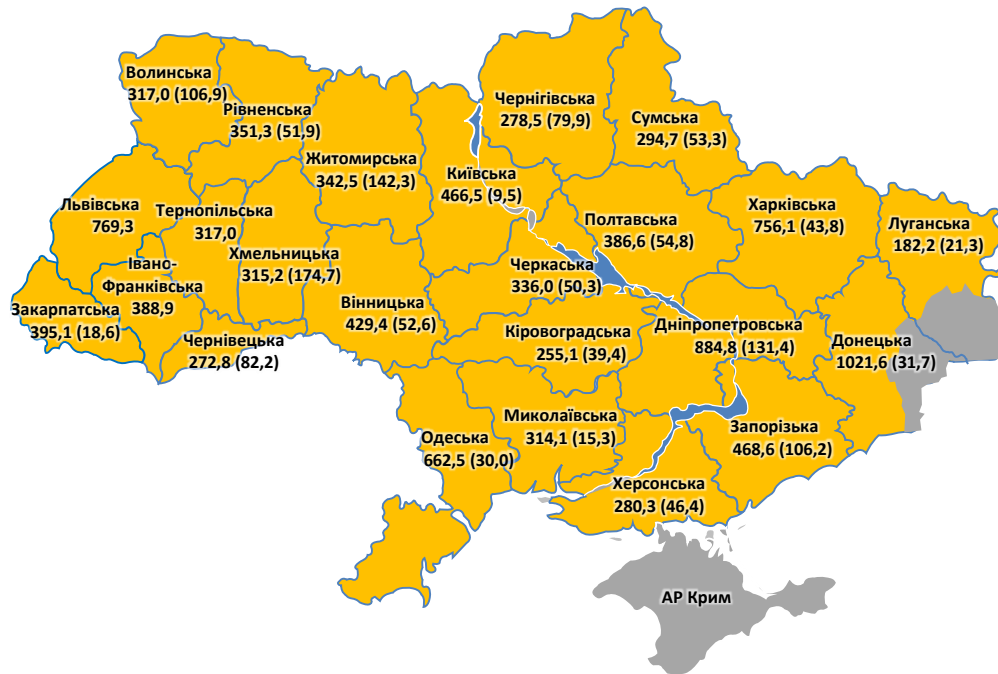 Волинська
317,0 (106,9)
Рівненська
351,3 (51,9)
Житомирська
342,5 (142,3)
Чернігівська
278,5 (79,9)
Сумська
294,7 (53,3)
Київська
466,5 (9,5)
Львівська
769,3
Тернопільська
317,0
Хмельницька
315,2 (174,7)
Полтавська
386,6 (54,8)
Харківська
756,1 (43,8)
Луганська
182,2 (21,3)
Івано-
Франківська
388,9
Закарпатська
395,1 (18,6)
Чернівецька
272,8 (82,2)
Вінницька
429,4 (52,6)
Черкаська
336,0 (50,3)
Кіровоградська
255,1 (39,4)
Дніпропетровська
884,8 (131,4)
Донецька
1021,6 (31,7)
Одеська
662,5 (30,0)
Миколаївська
314,1 (15,3)
Запорізька
468,6 (106,2)
Херсонська
280,3 (46,4)
АР Крим